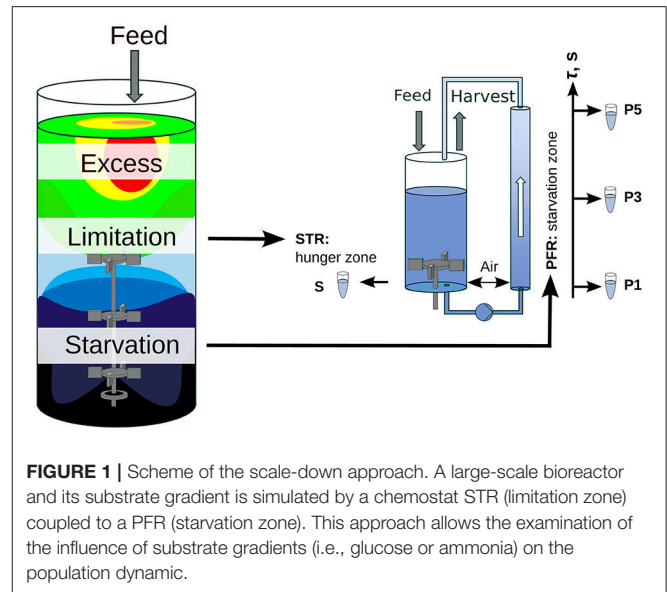 Feed
Excess
Limitation
Starvation
STR:
hunger zone
S
Feed
Harvest
Air
PFR: starvation zone
τ, s
P5
P3
P1
FIGURE 1 | Scheme of the scale-down approach. A large-scale bioreactor
and its substrate gradient is simulated by a chemostat STR (limitation zone)
coupled to a PFR (starvation zone). This approach allows the examination of
the influence of substrate gradients (i.e., glucose or ammonia) on the
population dynamic.